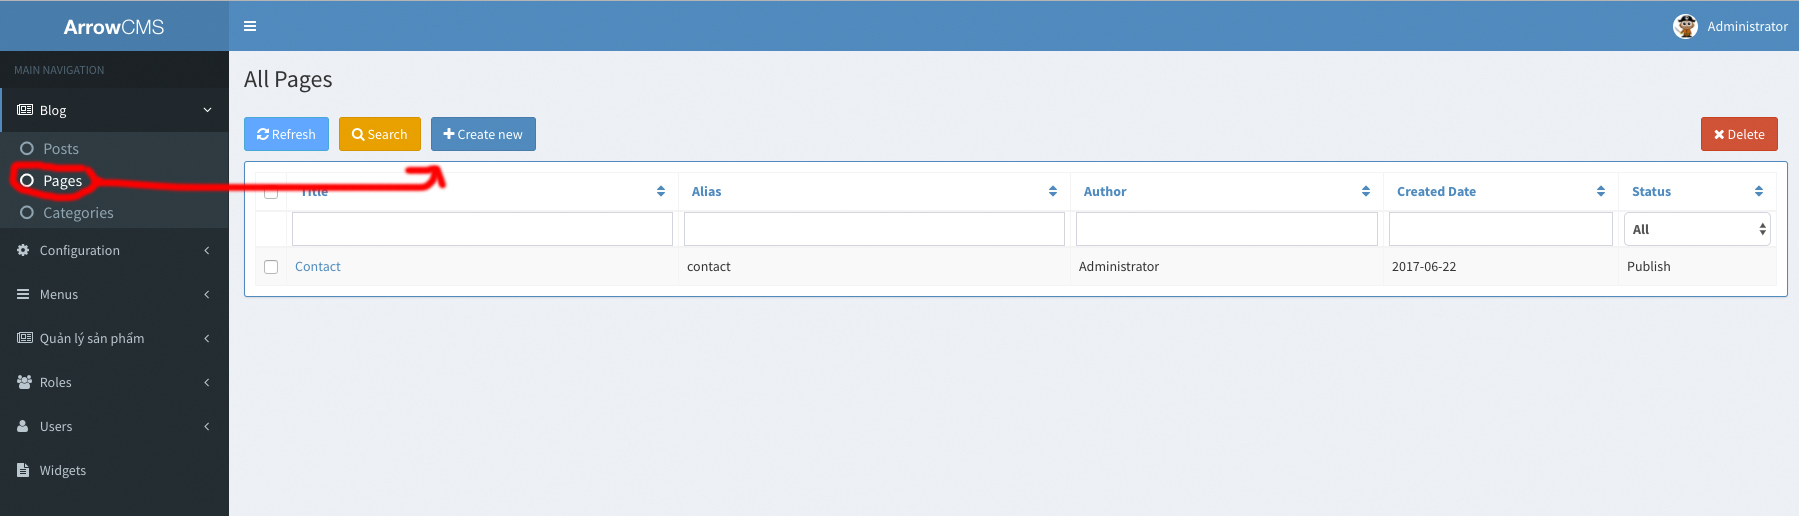 ArrowCMS
Administrator
MAIN NAVIGATION
Blog
Posts
Pages
Categories
Configuration
Menus
Quản lý sản phẩm
Roles
Users
Widgets
All Pages
Refresh Search Create new Delete
Title Alias Author Created Date Status
All
Contact contact Administrator 2017-06-22 Publish